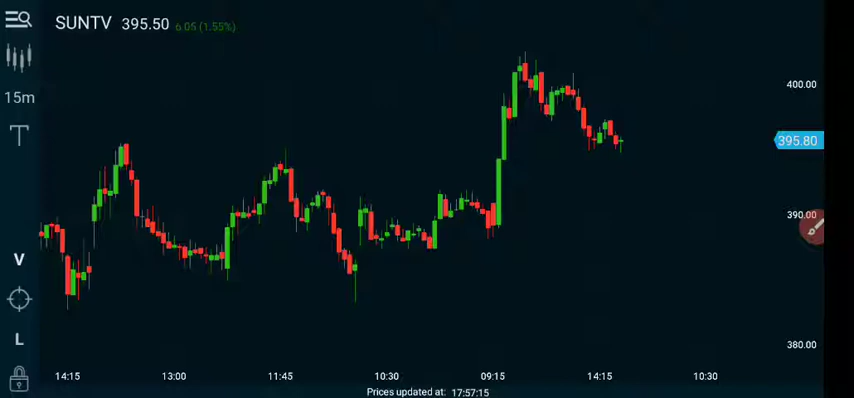 SUNTV 395.50 6.05 (1.55%)
15m
T
400.00
395.80
390.00
V
L
380.00
14:15 13:00 11:45 10:30 09:15 14:15 10:30
Prices updated at: 17:57:15